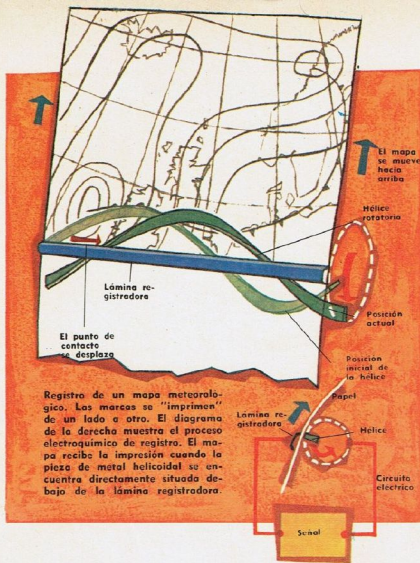 El mapa
se mueve
hacia
arriba
Hélice
rotatoria
Lámina re-
gistradora
Posición
actual
El punto de
contacto
se desplaza
Posición
inicial de
la hélice
Registro de un mapa meteoroló-
gico. Las marcas se "imprimen"
de un lado a otro. El diagrama
de la derecha muestra el proceso
electroquímico de registro. El ma-
pa recibe la impresión cuando la
pieza de metal helicoidal se en-
cuentra directamente situada de-
bajo de la lámina registradora.
Papel
Lámina re-
gistradora
Hélice
Circuito
eléctrico
Señal